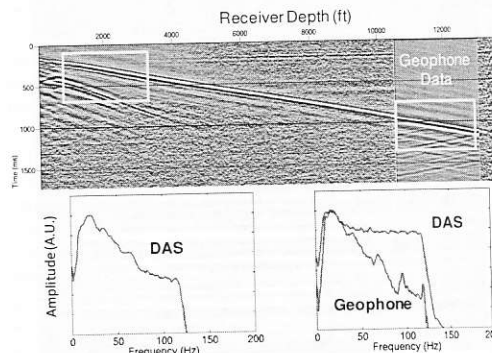 Receiver Depth (ft)
2000 4000 6000 8000 10000 12000
0
500
1000
1500
Time (ms)
Geophone
Data
Amplitude (A.U.)
DAS
0 50 100 150 200
Frequency (Hz)
DAS
Geophone
0 50 100 150 200
Frequency (Hz)